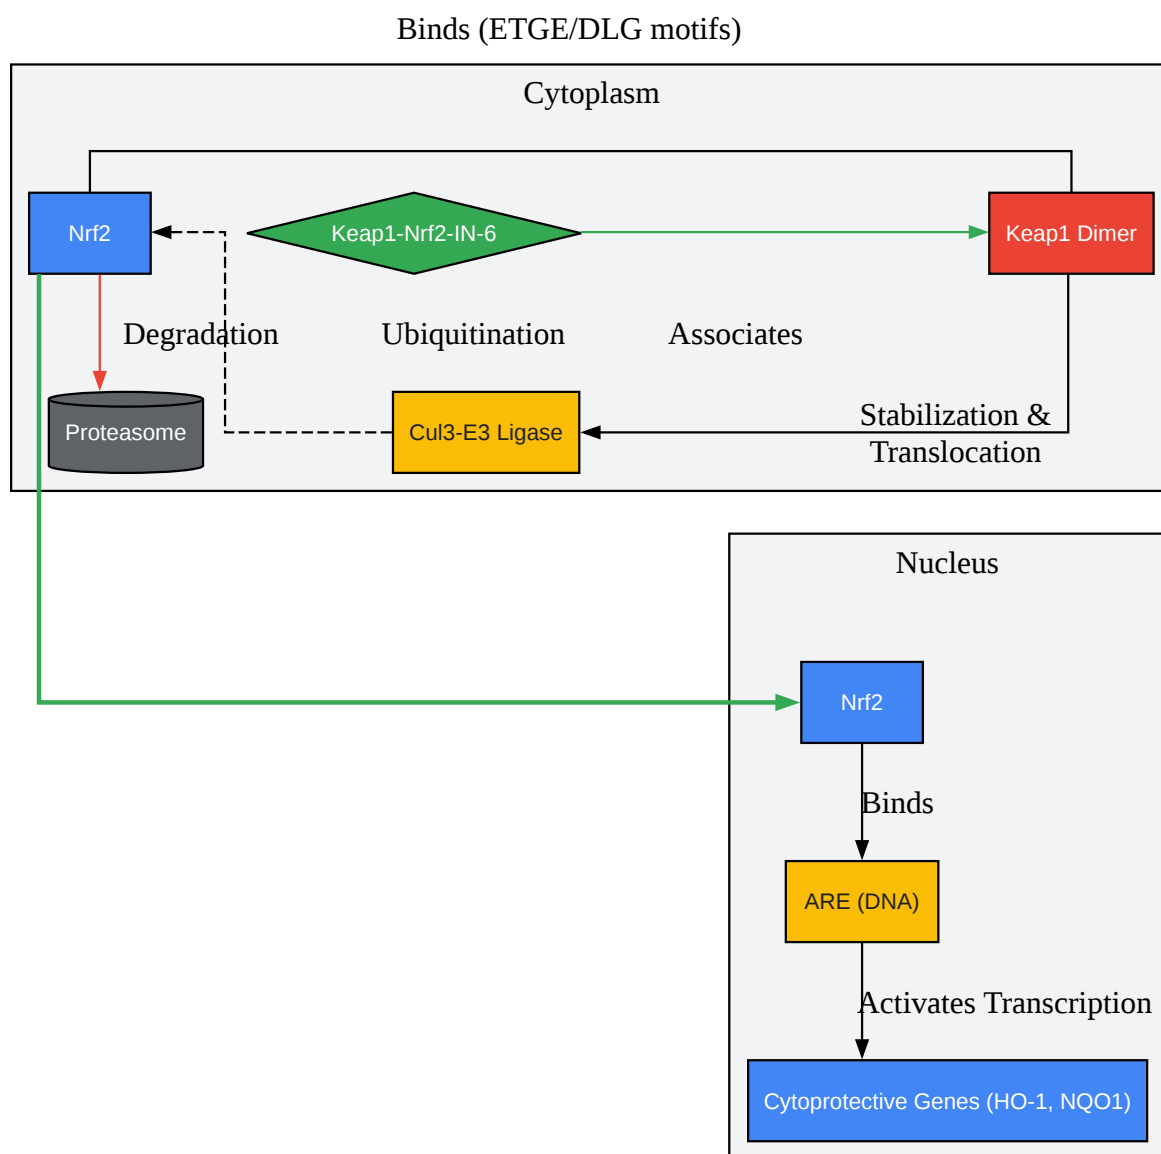 Binds (ETGE/DLG motifs)
Cytoplasm
Nrf2
Keap1-Nrf2-IN-6
Keap1 Dimer
Degradation
Ubiquitination
Associates
Stabilization &
Translocation
Proteasome
Cul3-E3 Ligase
Nucleus
Nrf2
Binds
ARE (DNA)
Activates Transcription
Cytoprotective Genes (HO-1, NQO1)